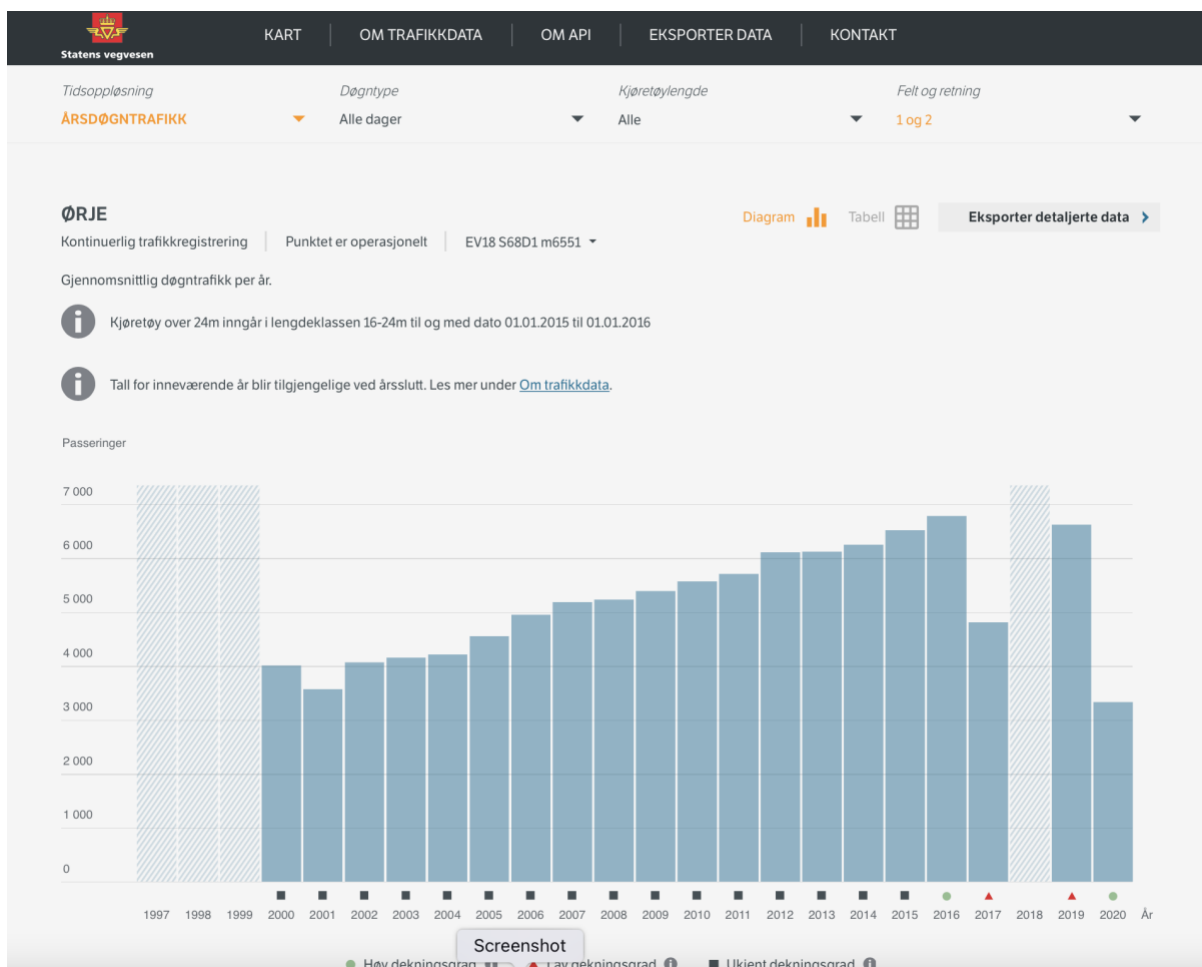 Statens vegvesen
KART OM TRAFIKKDATA OM API EKSPORTER DATA KONTAKT
Tidsoppløsning Døgntype Kjøretøylengde Felt og retning
ÅRSDØGNTRAFIKK Alle dager Alle 1 og 2
ØRJE
Diagram Tabell Eksporter detaljerte data
Kontinuerlig trafikkregistrering Punktet er operasjonelt EV18 S68D1 m6551
Gjennomsnittlig døgntrafikk per år.
Kjøretøy over 24m inngår i lengdeklassen 16-24m til og med dato 01.01.2015 til 01.01.2016
Tall for inneværende år blir tilgjengelige ved årsslutt. Les mer under Om trafikkdata.
Passeringer
7 000
6 000
5 000
4 000
3 000
2 000
1 000
0
1997 1998 1999 2000 2001 2002 2003 2004 2005 2006 2007 2008 2009 2010 2011 2012 2013 2014 2015 2016 2017 2018 2019 2020 År
Screenshot
Høy dekningsgrad Lav dekningsgrad Ukjent dekningsgrad